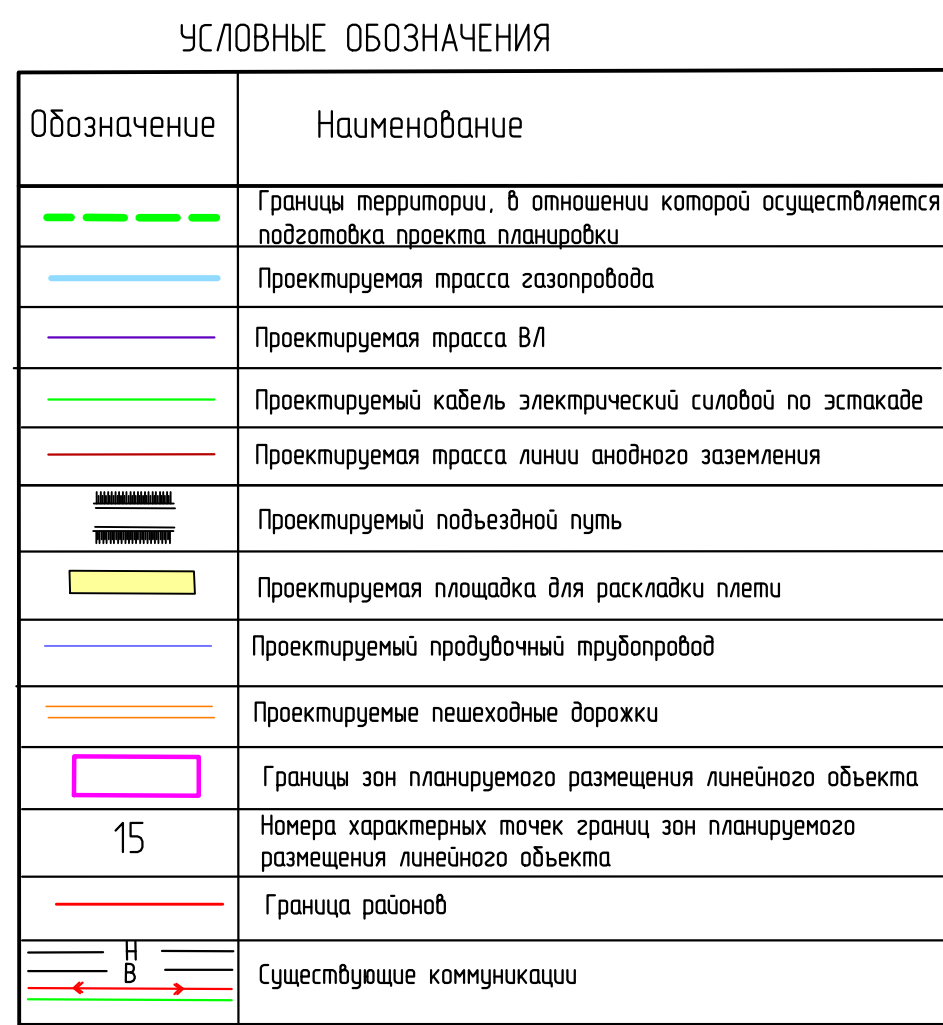 УСЛОВНЫЕ ОБОЗНАЧЕНИЯ
Обозначение Наименование
Границы территории, в отношении которой осуществляется
подготовка проекта планировки
Проектируемая трасса газопровода
Проектируемая трасса ВЛ
Проектируемый кабель электрический силовой по эстакаде
Проектируемая трасса линии анодного заземления
Проектируемый подъездной путь
Проектируемая площадка для раскладки плети
Проектируемый продувочный трубопровод
Проектируемые пешеходные дорожки
Границы зон планируемого размещения линейного объекта
15
Номера характерных точек границ зон планируемого
размещения линейного объекта
Граница районов
Н
В
Существующие коммуникации